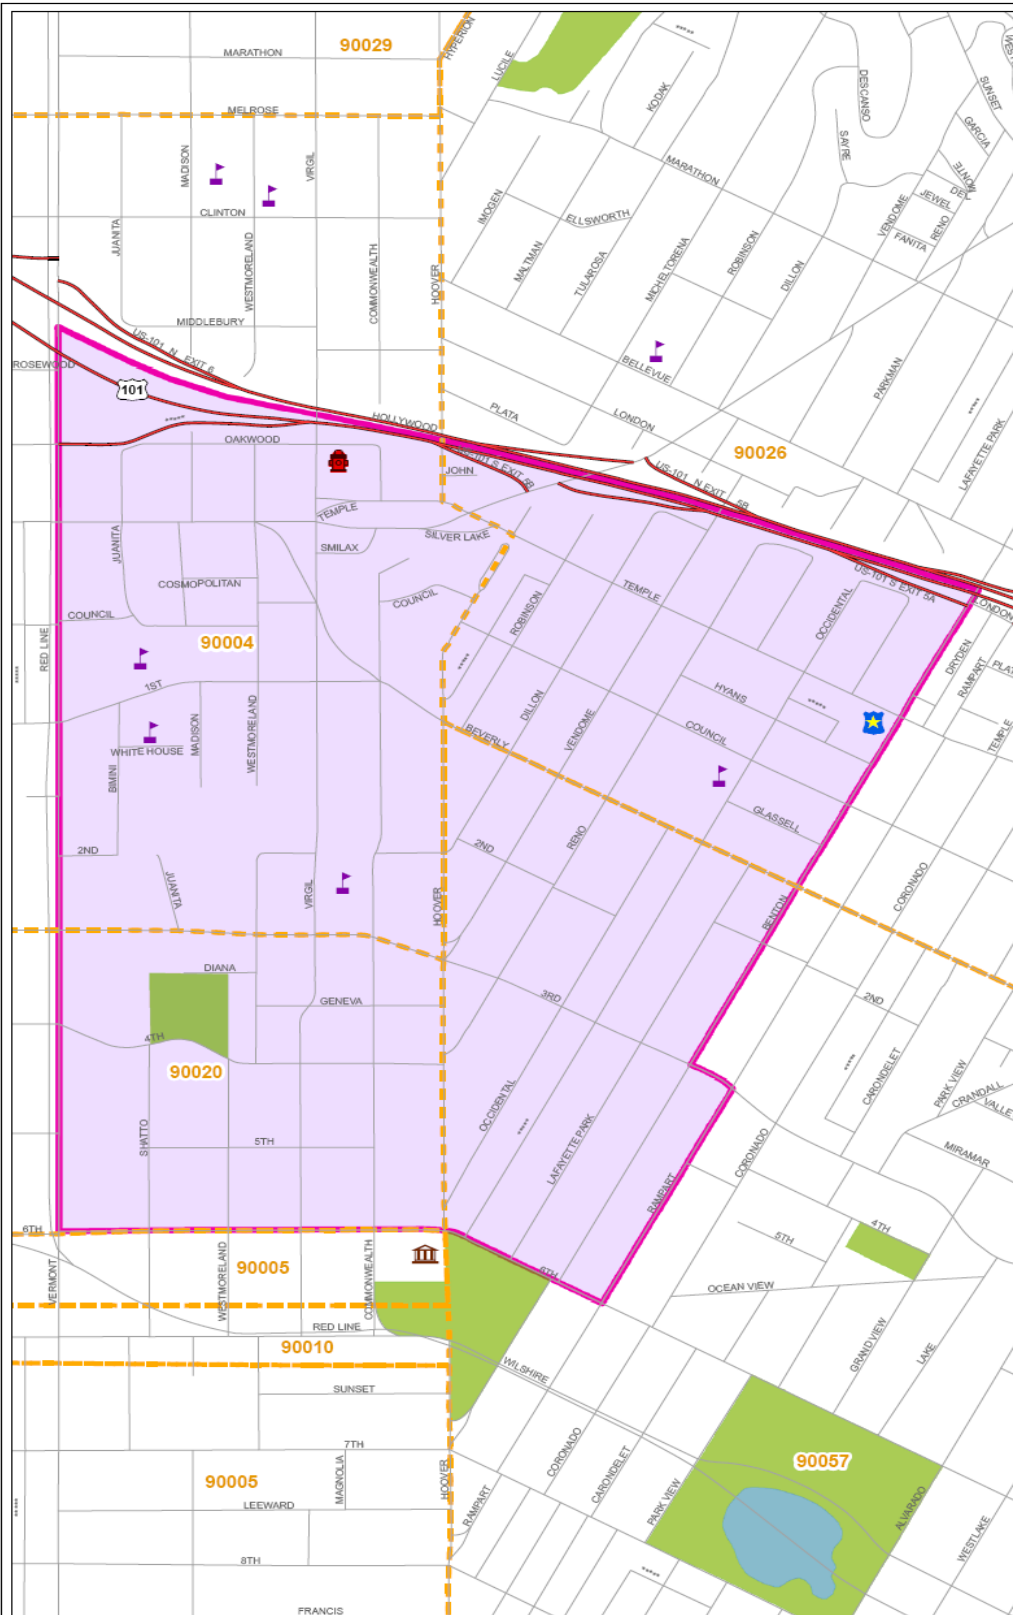 90029
HYPERION
LUCILE
MARATHON
KODAK
DESCANSO
SUNSET
MELROSE
GARCIA
SAYRE
MADISON
VIRGIL
MARATHON
MONTE
DEL
JEWEL
IMOGEN
CLINTON
ELLSWORTH
VENDOME
RENO
FANITA
JUANITA
WESTMORELAND
COMMONWEALTH
HOOVER
MALTMAN
TULAROSA
MICHELTORENA
ROBINSON
DILLON
MIDDLEBURY
US-101 N EXIT 6
ROSEWOOD
101
BELLEVUE
PARKMAN
HOLLYWOOD
PLATA
LONDON
LAFAYETTE PARK
OAKWOOD
90026
US-101 S EXIT 5B
JOHN
US-101 N EXIT 5B
TEMPLE
SILVER LAKE
JUANITA
SMILAX
US-101 S EXIT 5A
COSMOPOLITAN
COUNCIL
TEMPLE
OCCIDENTAL
LONDON
COUNCIL
ROBINSON
90004
RED LINE
DRYDEN
RAMPART
PLATA
1ST
HYANS
DILLON
VENDOME
MADISON
WESTMORELAND
BEVERLY
COUNCIL
TEMPLE
WHITE HOUSE
BIMINI
GLASSELL
2ND
2ND
RENO
JUANITA
VIRGIL
HOOVER
BENTON
CORONADO
DIANA
GENEVA
3RD
2ND
4TH
90020
CARONDELET
PARK VIEW
CRANDALL
VALLE
OCCIDENTAL
SHATTO
5TH
LAFAYETTE PARK
CORONADO
MIRAMAR
RAMPART
6TH
4TH
5TH
90005
VERMONT
WESTMORELAND
COMMONWEALTH
6TH
OCEAN VIEW
RED LINE
90010
GRAND VIEW
LAKE
WILSHIRE
SUNSET
7TH
CORONADO
CARONDELET
90057
90005
MAGNOLIA
HOOVER
RAMPART
PARK VIEW
ALVARADO
LEEWARD
WESTLAKE
8TH
FRANCIS